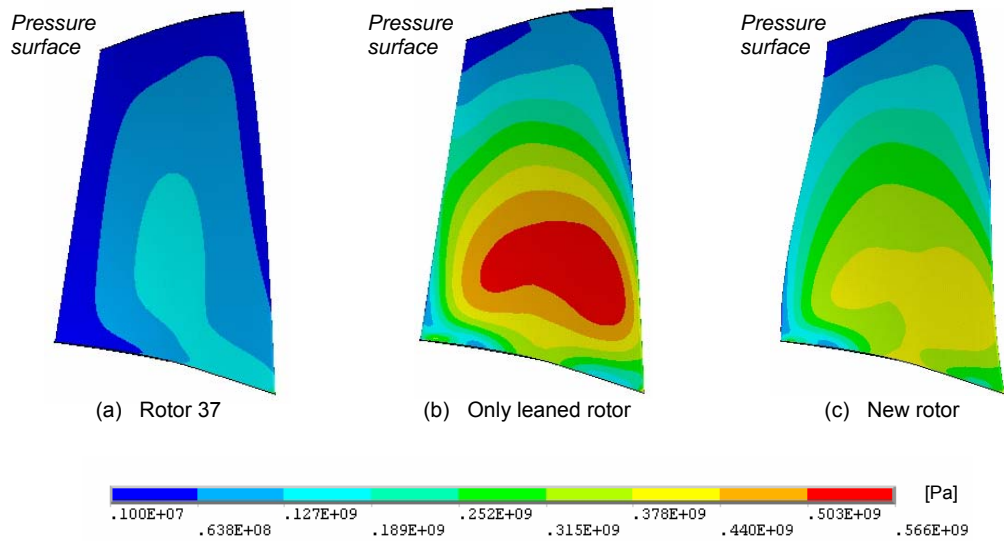 Pressure
surface
Pressure
surface
Pressure
surface
(a) Rotor 37
(b) Only leaned rotor
(c) New rotor
[Pa]
.100E+07 .127E+09 .252E+09 .378E+09 .503E+09
.638E+08 .189E+09 .315E+09 .440E+09 .566E+09